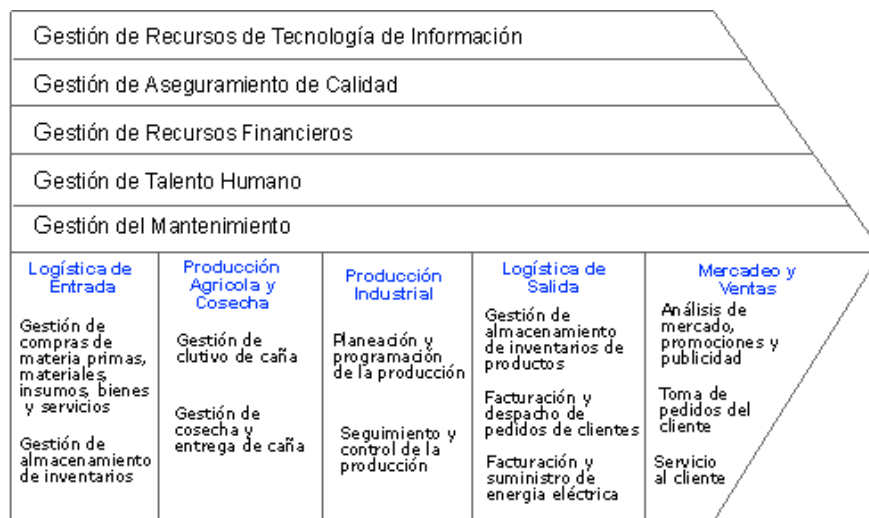 Gestión de Recursos de Tecnología de Información
Gestión de Aseguramiento de Calidad
Gestión de Recursos Financieros
Gestión de Talento Humano
Gestión del Mantenimiento
Logística de
Entrada
Gestión de
compras de
materia primas,
materiales,
insumos, bienes
y servicios
Gestión de
almacenamiento
de inventarios
Producción
Agricola y
Cosecha
Gestión de
clutivo de caña
Gestión de
cosecha y
entrega de caña
Producción
Industrial
Planeación y
programación
de la producción
Seguimiento y
control de la
producción
Logística de
Salida
Gestión de
almacenamiento
de inventarios de
productos
Facturación y
despacho de
pedidos de clientes
Facturación y
suministro de
energia eléctrica
Mercadeo y
Ventas
Análisis de
mercado,
promociones y
publicidad
Toma de
pedidos del
cliente
Servicio
al cliente